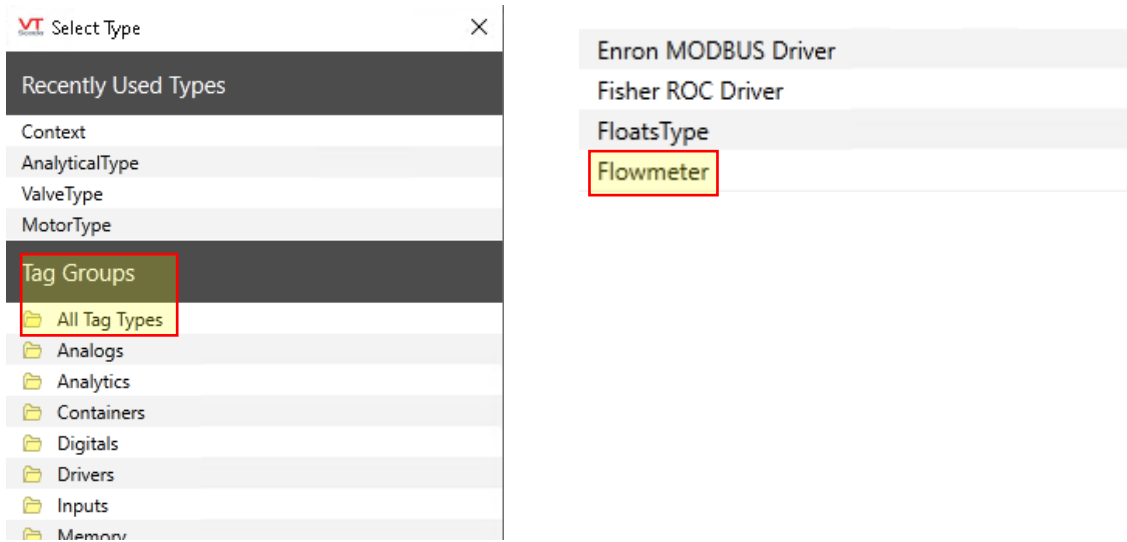 VT
Scada
Select Type
Recently Used Types
Context
AnalyticalType
ValveType
MotorType
Tag Groups
All Tag Types
Analogs
Analytics
Containers
Digitals
Drivers
Inputs
Memory
Enron MODBUS Driver
Fisher ROC Driver
FloatsType
Flowmeter